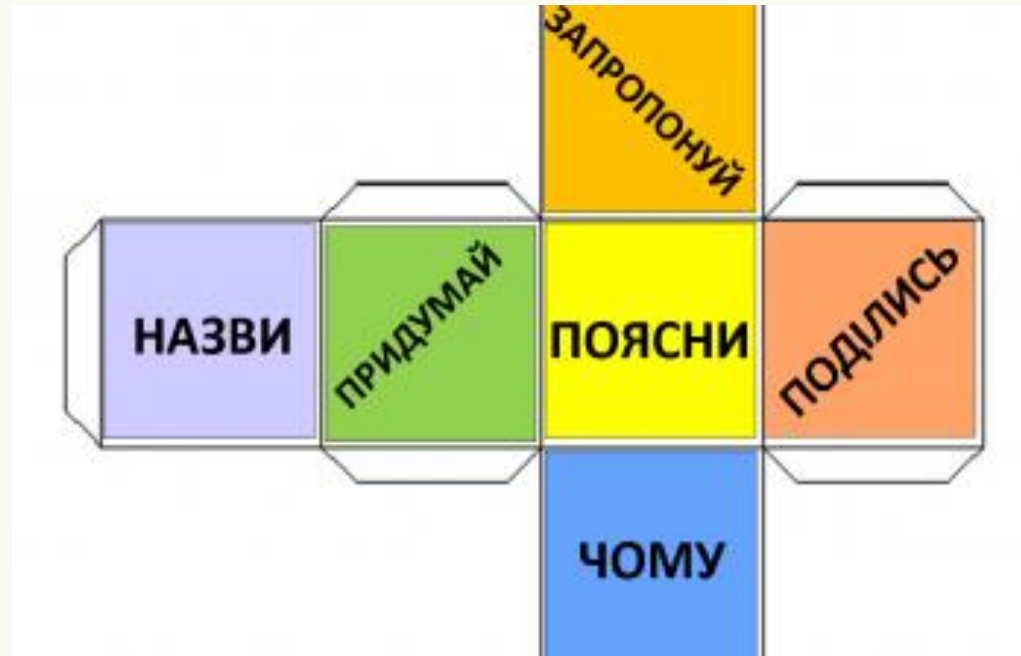 ЗАПРОПОНУЙ
НАЗВИ
ПРИДУМАЙ
ПОЯСНИ
ПОДІЛИСЬ
ЧОМУ